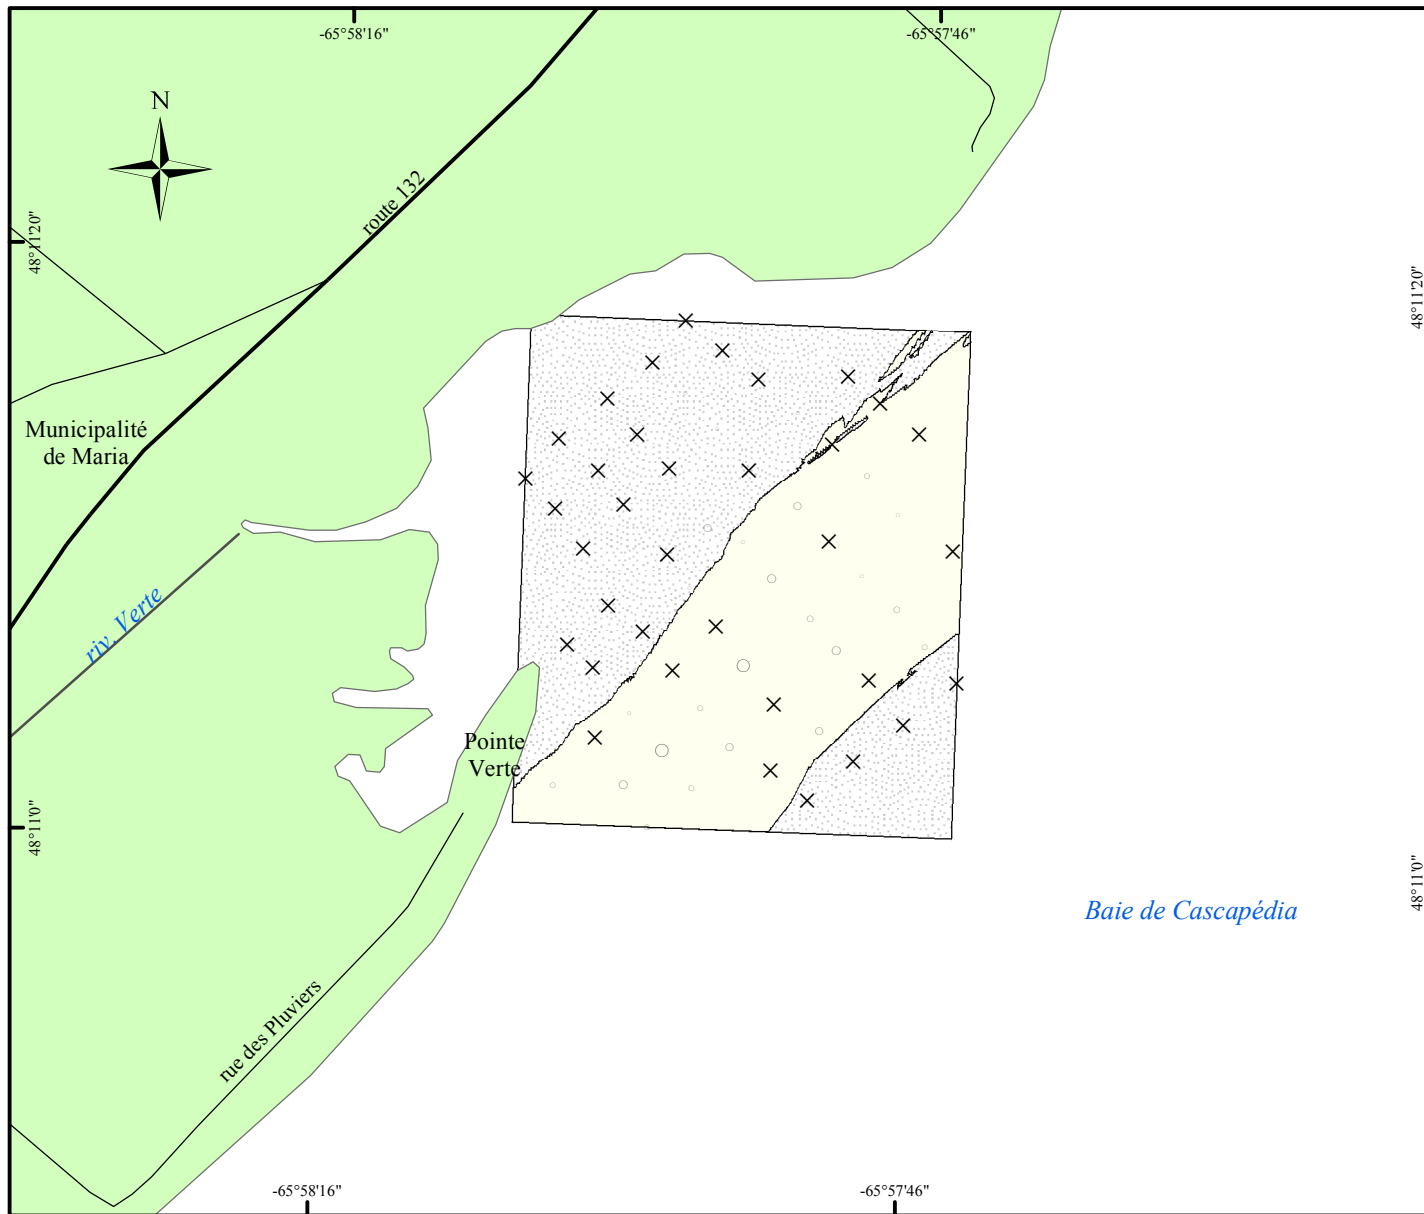 -65°58'16"
-65°57'46"
N
route 132
48°11'20"
48°11'20"
Municipalité
de Maria
riv. Verte
Pointe
Verte
48°11'0"
48°11'0"
Baie de Cascapédia
rue des Pluviers
-65°58'16"
-65°57'46"